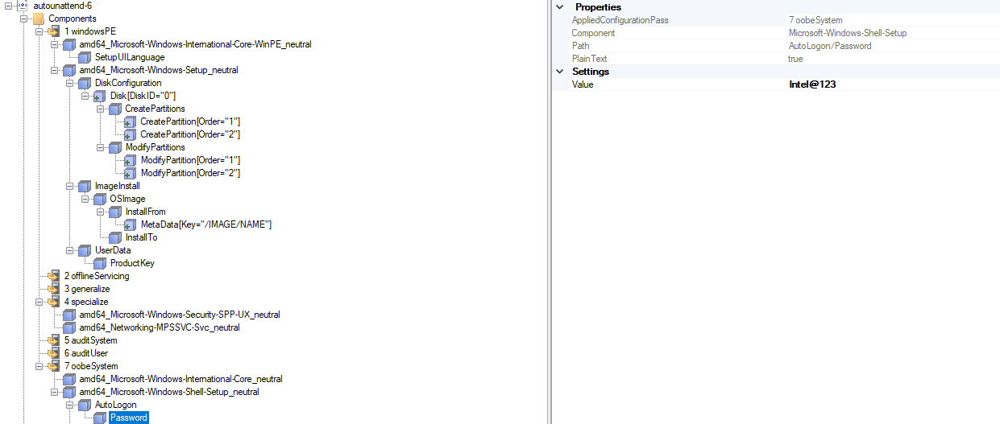 autounattend-6
Components
1 windowsPE
amd64_Microsoft-Windows-International-Core-WinPE_neutral
SetupUILanguage
amd64_Microsoft-Windows-Setup_neutral
DiskConfiguration
Disk[DiskID="0"]
CreatePartitions
CreatePartition[Order="1"]
CreatePartition[Order="2"]
ModifyPartitions
ModifyPartition[Order="1"]
ModifyPartition[Order="2"]
ImageInstall
OSImage
InstallFrom
MetaData[Key="/IMAGE/NAME"]
InstallTo
UserData
ProductKey
2 offlineServicing
3 generalize
4 specialize
amd64_Microsoft-Windows-Security-SPP-UX_neutral
amd64_Networking-MPSSVC-Svc_neutral
5 auditSystem
6 auditUser
7 oobeSystem
amd64_Microsoft-Windows-International-Core_neutral
amd64_Microsoft-Windows-Shell-Setup_neutral
AutoLogon
Password
Properties
AppliedConfigurationPass 7 oobeSystem
Component Microsoft-Windows-Shell-Setup
Path AutoLogon/Password
PlainText true
Settings
Value Intel@123